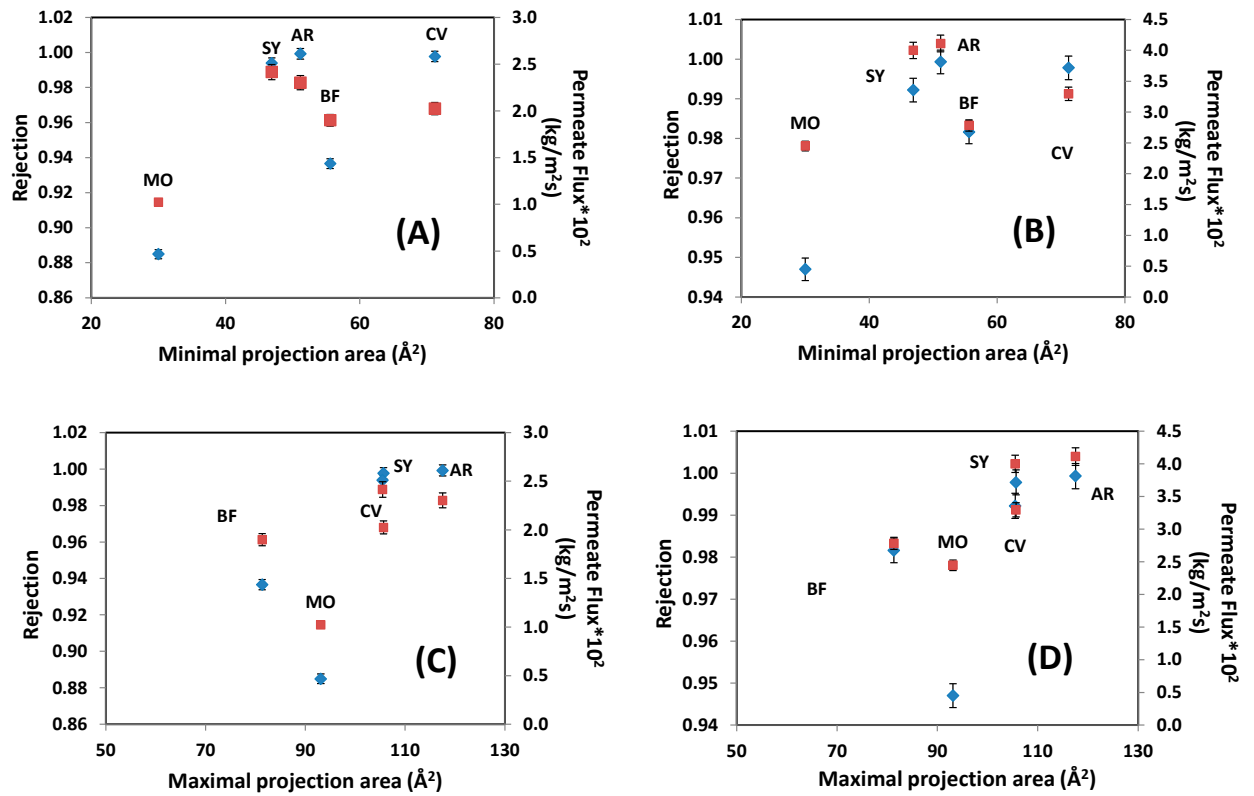 1.02
1.00
0.98
0.96
0.94
0.92
0.90
0.88
0.86
Rejection
20
40
60
80
Minimal projection area (Å²)
3.0
2.5
2.0
1.5
1.0
0.5
0.0
Permeate Flux*10²
(kg/m²s)
MO
SY
AR
BF
CV
(A)
1.01
1.00
0.99
0.98
0.97
0.96
0.95
0.94
Rejection
20
40
60
80
Minimal projection area (Å²)
4.5
4.0
3.5
3.0
2.5
2.0
1.5
1.0
0.5
0.0
Permeate Flux*10²
(kg/m²s)
MO
SY
AR
BF
CV
(B)
1.02
1.00
0.98
0.96
0.94
0.92
0.90
0.88
0.86
Rejection
50
70
90
110
130
Maximal projection area (Å²)
3.0
2.5
2.0
1.5
1.0
0.5
0.0
Permeate Flux*10²
(kg/m²s)
BF
MO
SY
CV
AR
(C)
1.01
1.00
0.99
0.98
0.97
0.96
0.95
0.94
Rejection
50
70
90
110
130
Maximal projection area (Å²)
4.5
4.0
3.5
3.0
2.5
2.0
1.5
1.0
0.5
0.0
Permeate Flux*10²
(kg/m²s)
BF
MO
SY
CV
AR
(D)